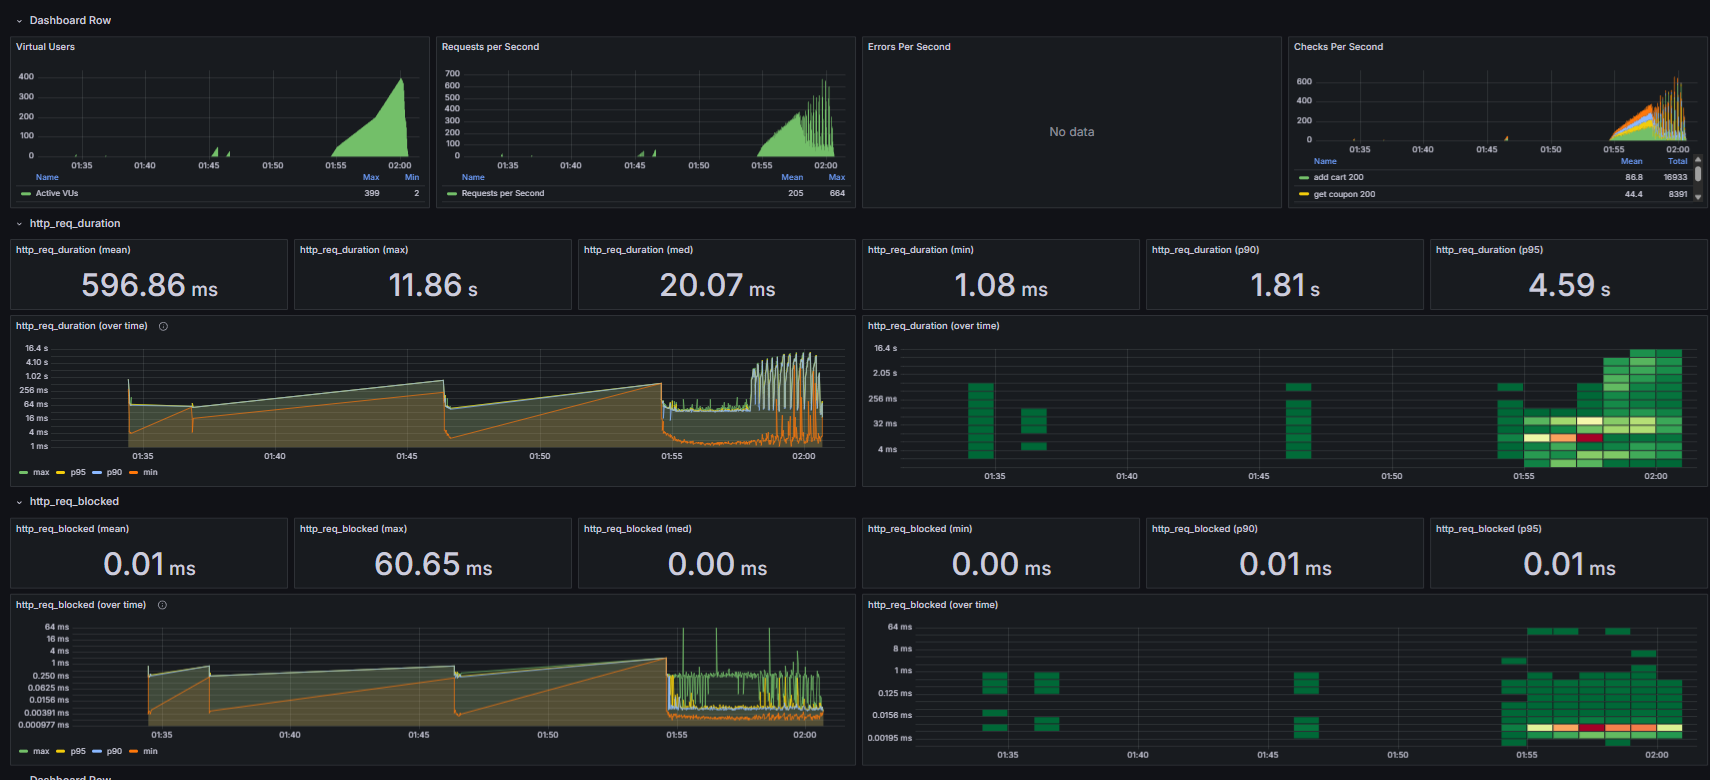 Dashboard Row
Virtual Users
400
300
200
100
0
01:35 01:40 01:45 01:50 01:55 02:00
Name Max Min
Active VUs 399 2
Requests per Second
700
600
500
400
300
200
100
0
01:35 01:40 01:45 01:50 01:55 02:00
Name Mean Max
Requests per Second 205 664
Errors Per Second
No data
Checks Per Second
600
400
200
0
01:35 01:40 01:45 01:50 01:55 02:00
Name Mean Total
add cart 200 86.8 16933
get coupon 200 44.4 8391
http_req_duration
http_req_duration (mean)
596.86 ms
http_req_duration (max)
11.86 s
http_req_duration (med)
20.07 ms
http_req_duration (min)
1.08 ms
http_req_duration (p90)
1.81 s
http_req_duration (p95)
4.59 s
http_req_duration (over time)
16.4 s
4.10 s
1.02 s
256 ms
64 ms
16 ms
4 ms
1 ms
01:35 01:40 01:45 01:50 01:55 02:00
max p95 p90 min
http_req_duration (over time)
16.4 s
2.05 s
256 ms
32 ms
4 ms
01:35 01:40 01:45 01:50 01:55 02:00
http_req_blocked
http_req_blocked (mean)
0.01 ms
http_req_blocked (max)
60.65 ms
http_req_blocked (med)
0.00 ms
http_req_blocked (min)
0.00 ms
http_req_blocked (p90)
0.01 ms
http_req_blocked (p95)
0.01 ms
http_req_blocked (over time)
64 ms
16 ms
4 ms
1 ms
0.250 ms
0.0625 ms
0.0156 ms
0.00391 ms
0.000977 ms
01:35 01:40 01:45 01:50 01:55 02:00
max p95 p90 min
http_req_blocked (over time)
64 ms
8 ms
1 ms
0.125 ms
0.0156 ms
0.00195 ms
01:35 01:40 01:45 01:50 01:55 02:00
Dashboard Row